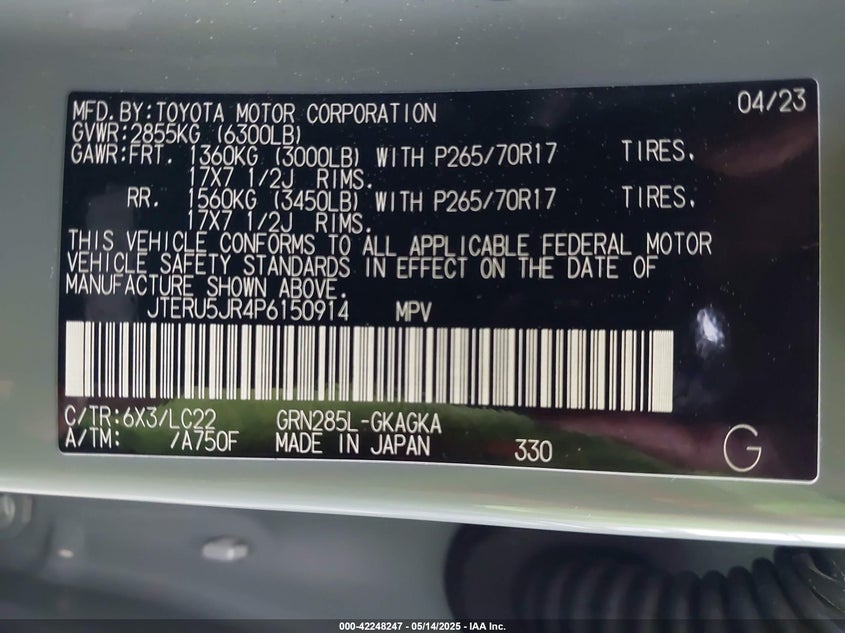 MFD.BY:TOYOTA MOTOR CORPORATION 04/23
GVWR:2855KG (6300LB)
GAWR:FRT. 1360KG (3000LB) WITH P265/70R17 TIRES.
17X7 1/2J RIMS.
RR. 1560KG (3450LB) WITH P265/70R17 TIRES.
17X7 1/2J RIMS.
THIS VEHICLE CONFORMS TO ALL APPLICABLE FEDERAL MOTOR
VEHICLE SAFETY STANDARDS IN EFFECT ON THE DATE OF
MANUFACTURE SHOWN ABOVE.
JTERU5JR4P6150914 MPV
C/TR:6X3/LC22 GRN285L-GKAGKA
A/TM: /A750F MADE IN JAPAN 330 G
000-42248247 - 05/14/2025 - IAA Inc.